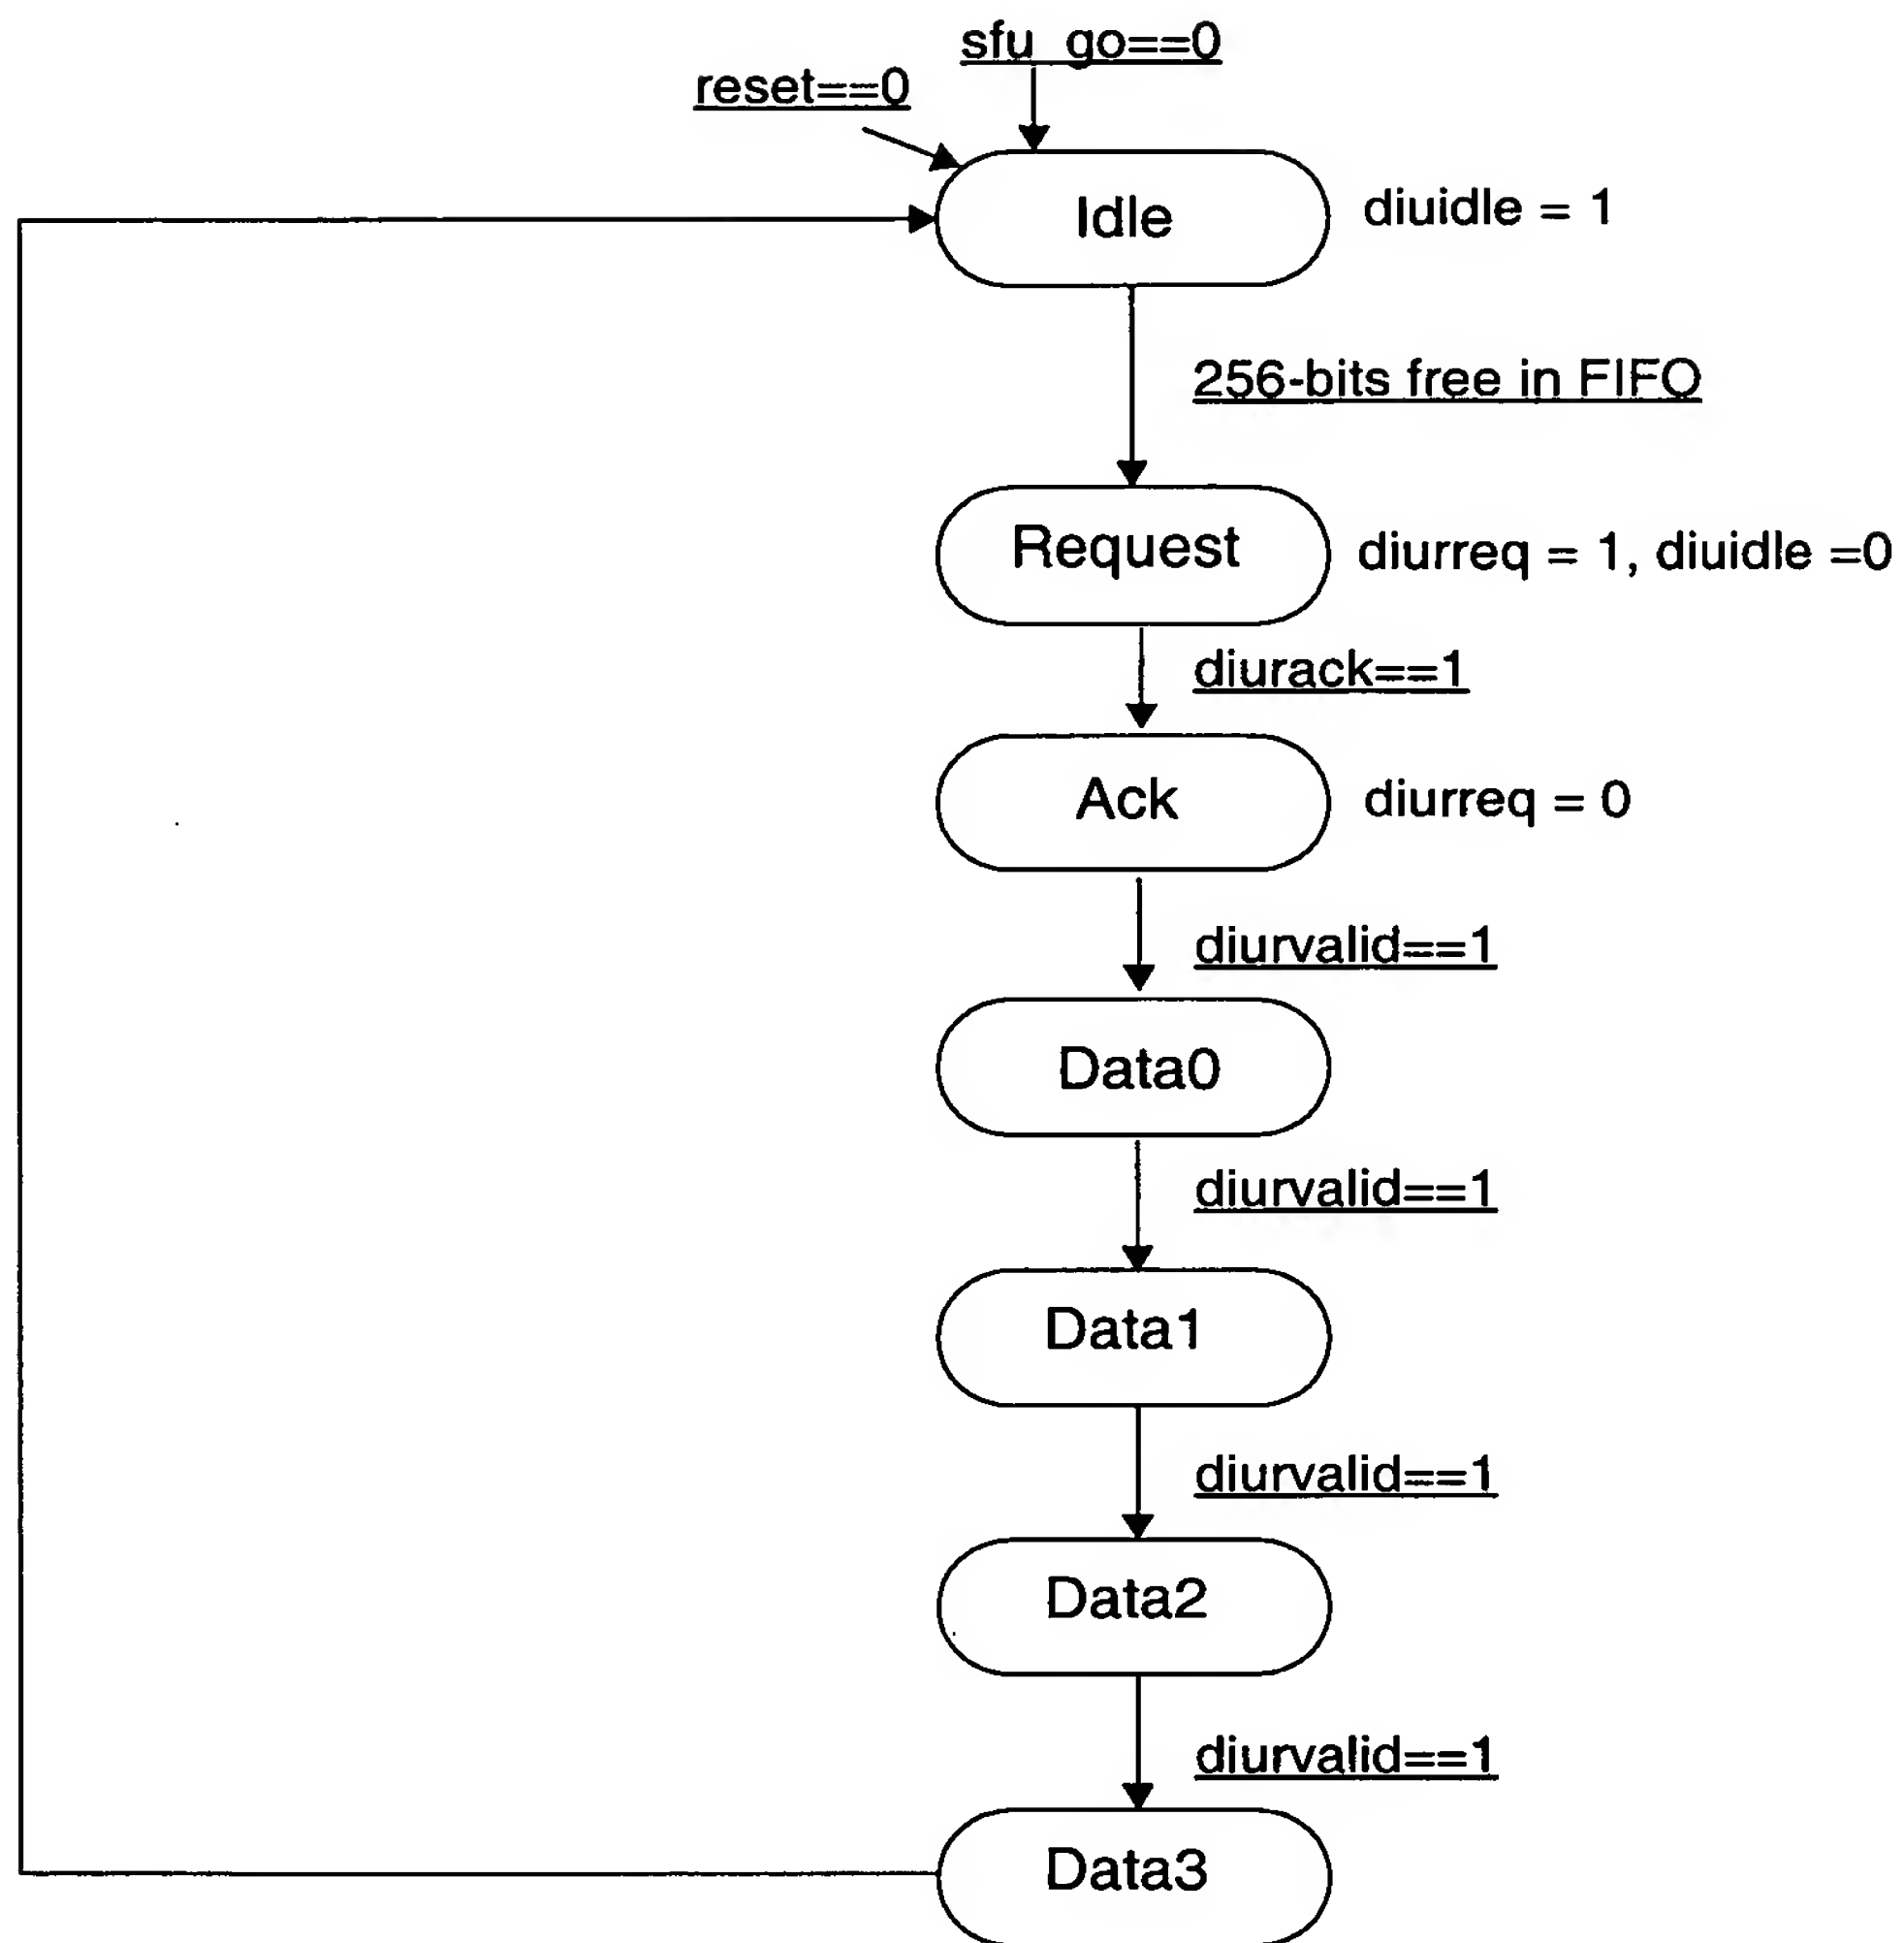 sfu_go==0
reset==0
Idle
diuidle = 1
256-bits free in FIFO
Request
diurreq = 1, diuidle =0
diurack==1
Ack
diurreq = 0
diurvalid==1
Data0
diurvalid==1
Data1
diurvalid==1
Data2
diurvalid==1
Data3